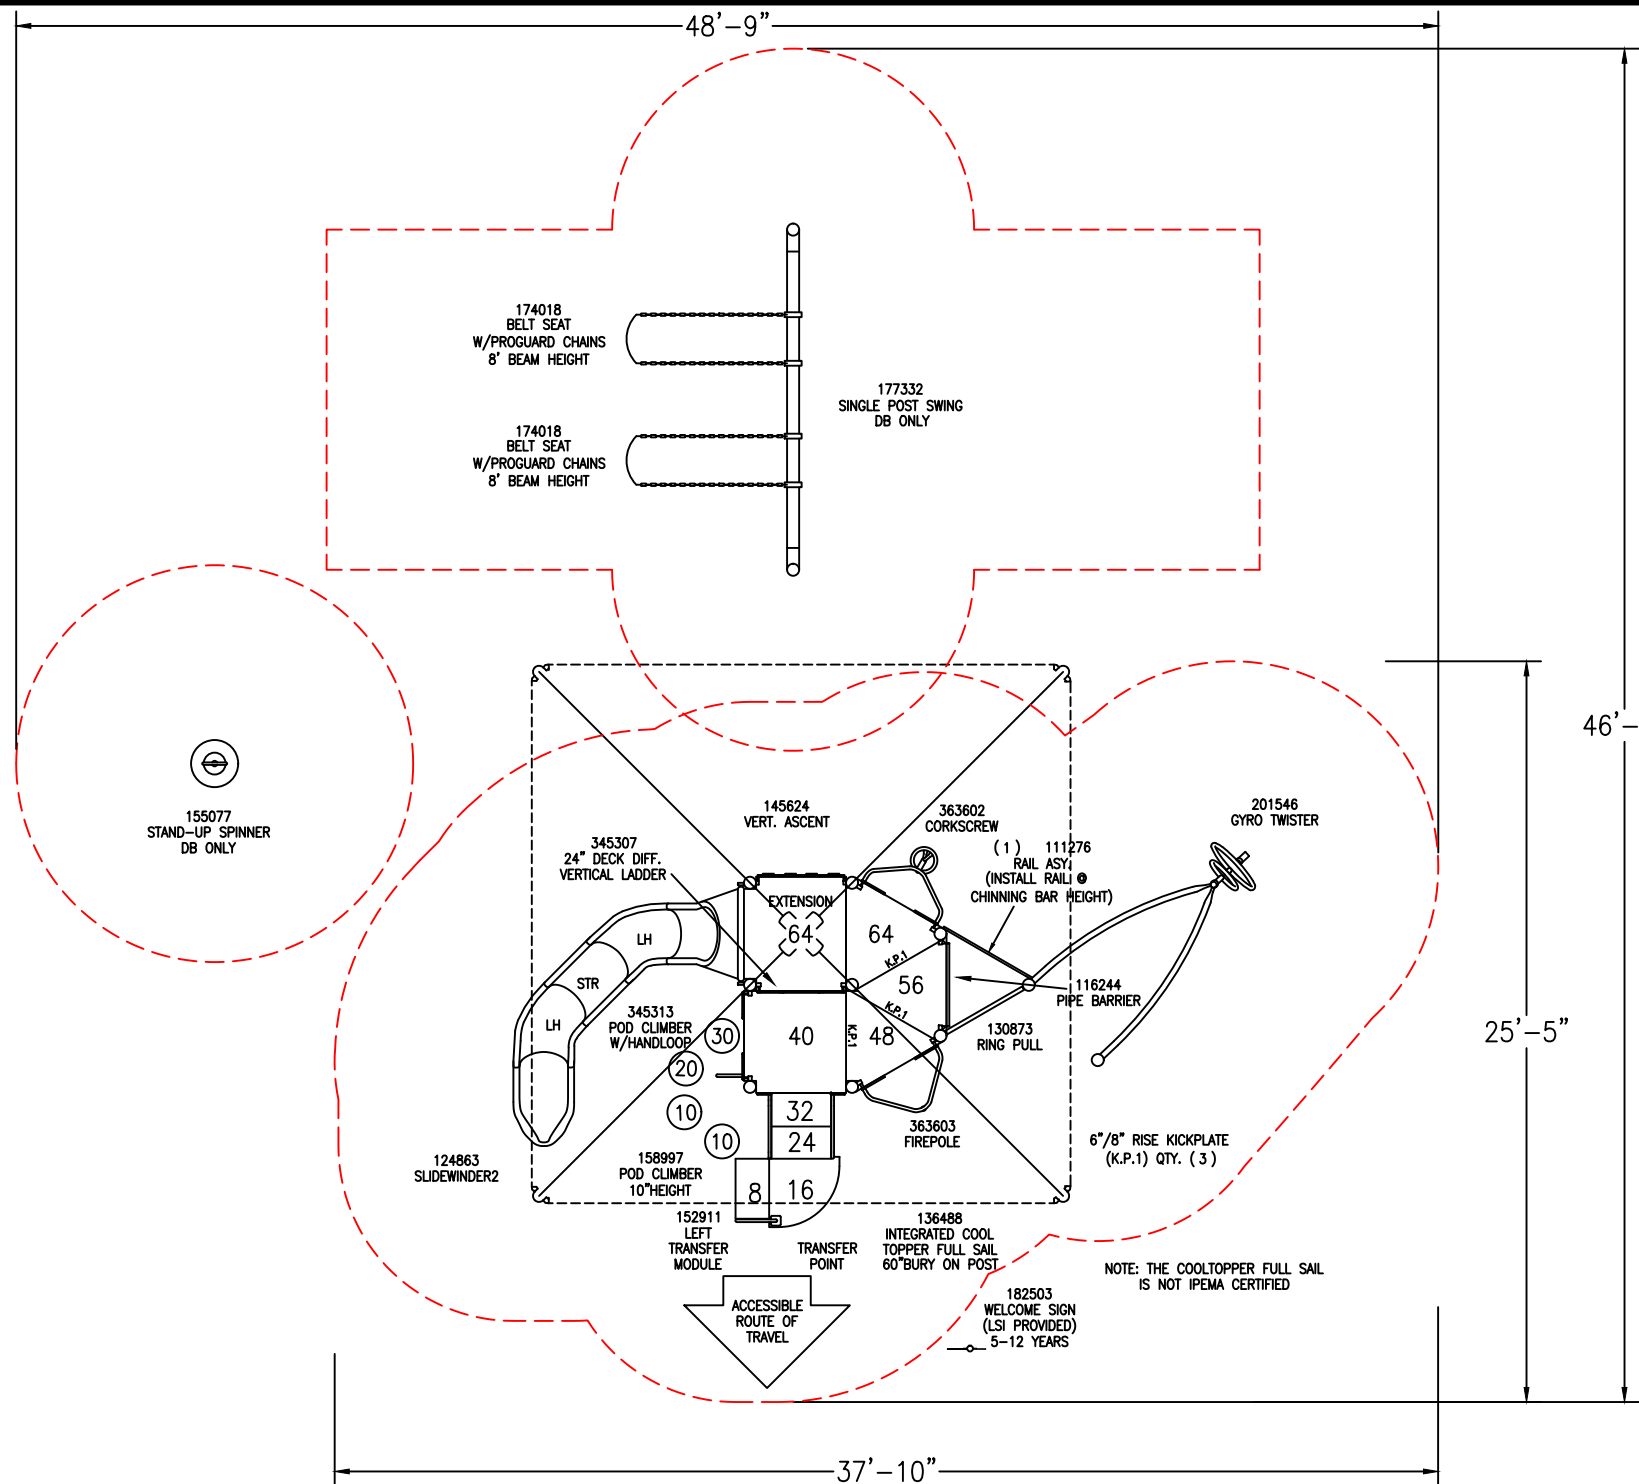 48'-9"
174018
BELT SEAT
W/PROGUARD CHAINS
8' BEAM HEIGHT
177332
SINGLE POST SWING
DB ONLY
174018
BELT SEAT
W/PROGUARD CHAINS
8' BEAM HEIGHT
46'-
155077
STAND-UP SPINNER
DB ONLY
145624
VERT. ASCENT
363602
CORKSCREW
201546
GYRO TWISTER
345307
24" DECK DIFF.
VERTICAL LADDER
(1) 111276
RAIL ASY
(INSTALL RAIL @
CHINNING BAR HEIGHT)
EXTENSION
64
64
LH
K.P.1
STR
56
116244
PIPE BARRIER
LH
K.P.1
345313
POD CLIMBER
W/HANDLOOP
30
40
K.P.1
48
130873
RING PULL
25'-5"
20
10
32
10
24
363603
FIREPOLE
6"/8" RISE KICKPLATE
(K.P.1) QTY. (3)
124863
SLIDEWINDER2
158997
POD CLIMBER
10"HEIGHT
8
16
152911
LEFT
TRANSFER
MODULE
TRANSFER
POINT
136488
INTEGRATED COOL
TOPPER FULL SAIL
60"BURY ON POST
NOTE: THE COOLTOPPER FULL SAIL
IS NOT IPEMA CERTIFIED
ACCESSIBLE
ROUTE OF
TRAVEL
182503
WELCOME SIGN
(LSI PROVIDED)
5-12 YEARS
37'-10"